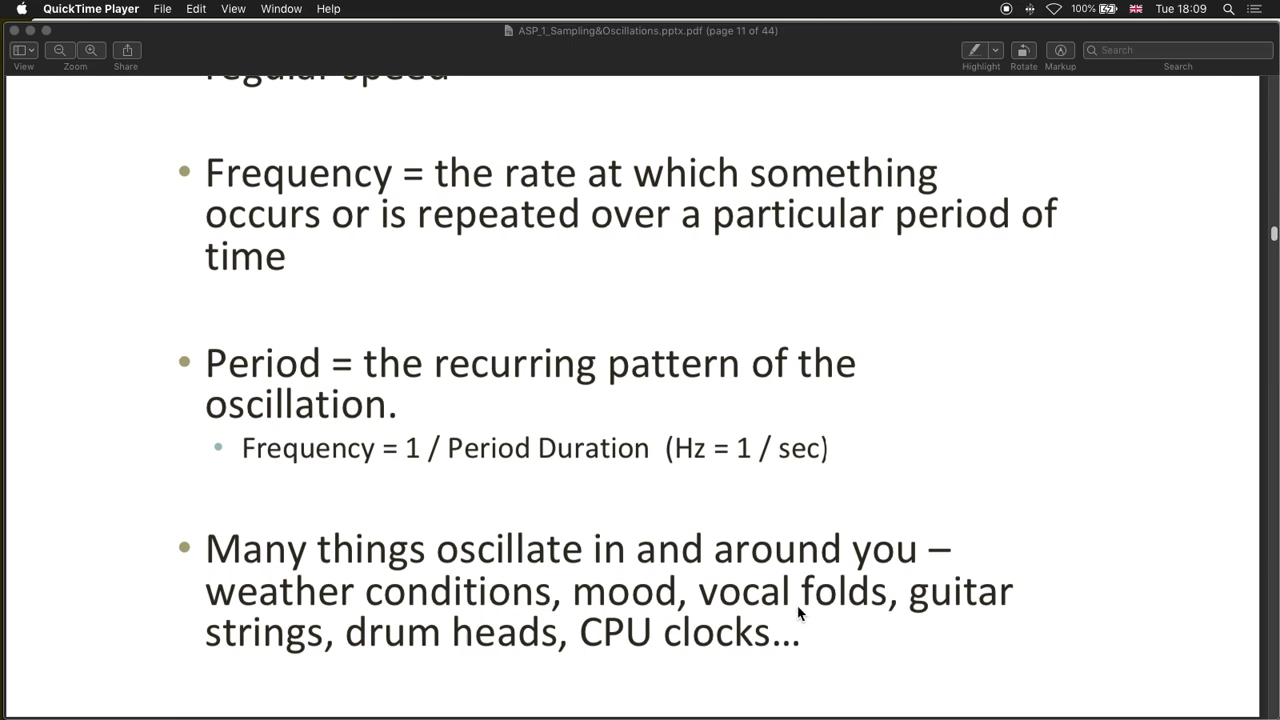 QuickTime Player File Edit View Window Help 100% Tue 18:09
ASP_1_Sampling&Oscillations.pptx.pdf (page 11 of 44)
View Zoom Share Highlight Rotate Markup Search
Search
regular speed
• Frequency = the rate at which something
occurs or is repeated over a particular period of
time
• Period = the recurring pattern of the
oscillation.
• Frequency = 1 / Period Duration (Hz = 1 / sec)
• Many things oscillate in and around you –
weather conditions, mood, vocal folds, guitar
strings, drum heads, CPU clocks…